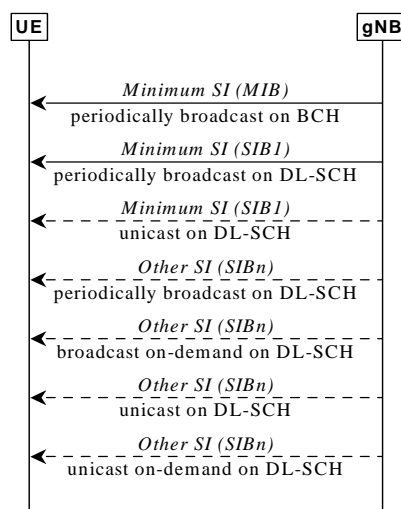 UE gNB
Minimum SI (MIB)
periodically broadcast on BCH
Minimum SI (SIB1)
periodically broadcast on DL-SCH
Minimum SI (SIB1)
unicast on DL-SCH
Other SI (SIBn)
periodically broadcast on DL-SCH
Other SI (SIBn)
broadcast on-demand on DL-SCH
Other SI (SIBn)
unicast on DL-SCH
Other SI (SIBn)
unicast on-demand on DL-SCH